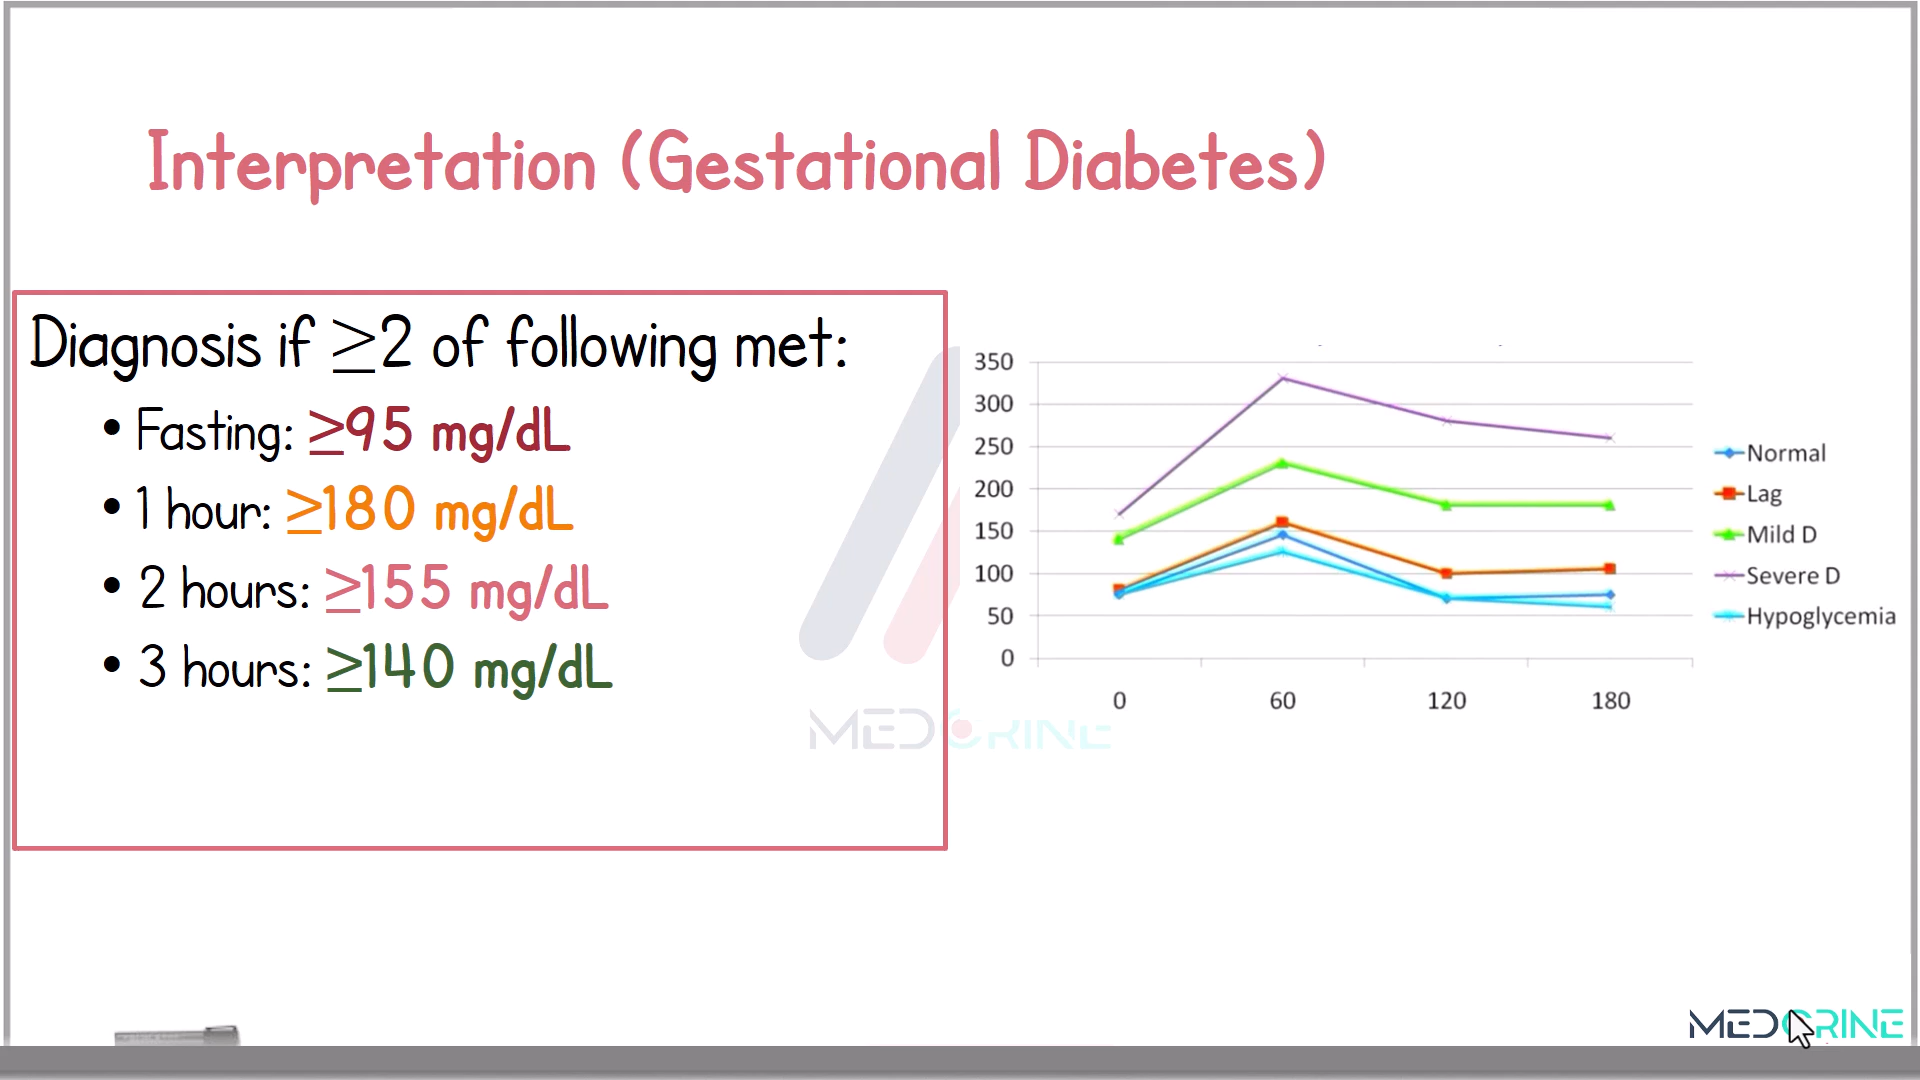 Interpretation (Gestational Diabetes)
Diagnosis if ≥2 of following met:
• Fasting: ≥95 mg/dL
• 1 hour: ≥180 mg/dL
• 2 hours: ≥155 mg/dL
• 3 hours: ≥140 mg/dL
MEDCRINE
350
300
250
200
150
100
50
0
0 60 120 180
Normal
Lag
Mild D
Severe D
Hypoglycemia
MEDCRINE